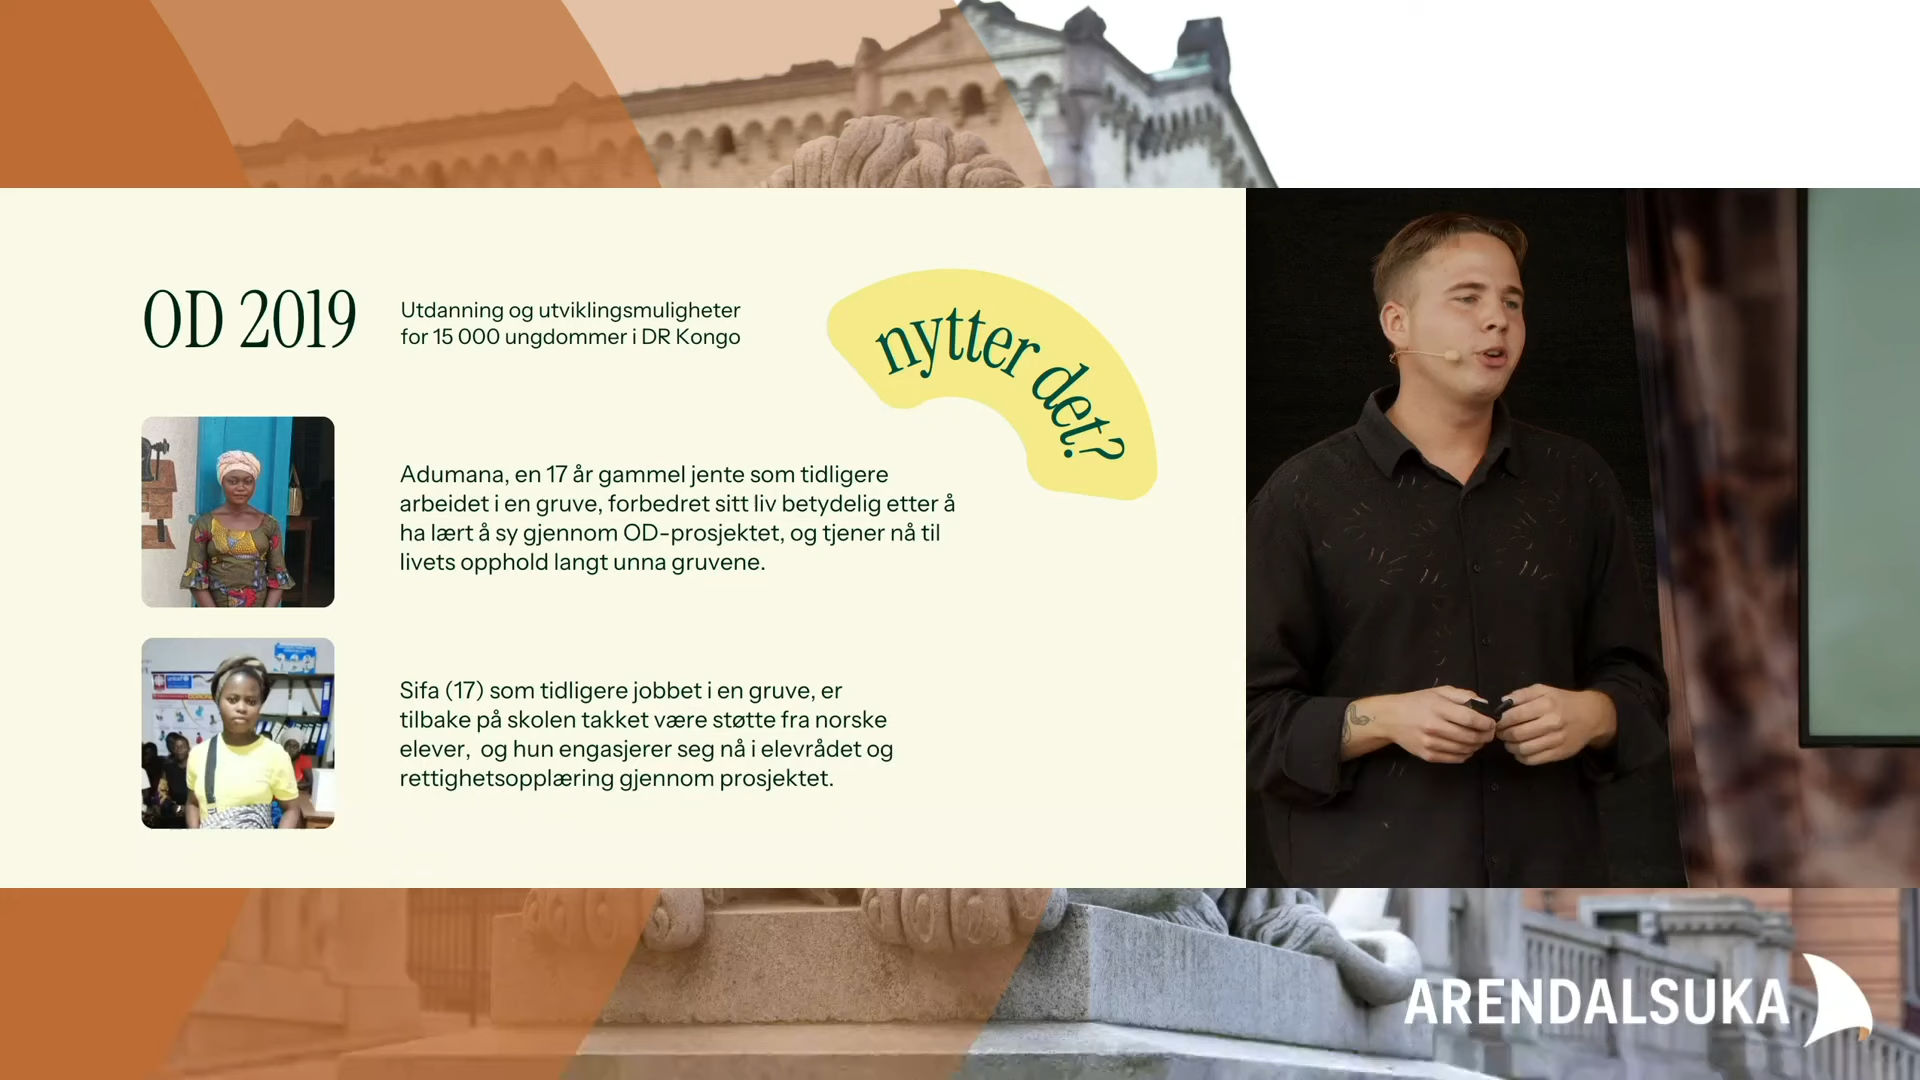 OD 2019
Utdanning og utviklingsmuligheter
for 15 000 ungdommer i DR Kongo
nytter det?
Adumana, en 17 år gammel jente som tidligere
arbeidet i en gruve, forbedret sitt liv betydelig etter å
ha lært å sy gjennom OD-prosjektet, og tjener nå til
livets opphold langt unna gruvene.
unicef
Sifa (17) som tidligere jobbet i en gruve, er
tilbake på skolen takket være støtte fra norske
elever,  og hun engasjerer seg nå i elevrådet og
rettighetsopplæring gjennom prosjektet.
ARENDALSUKA